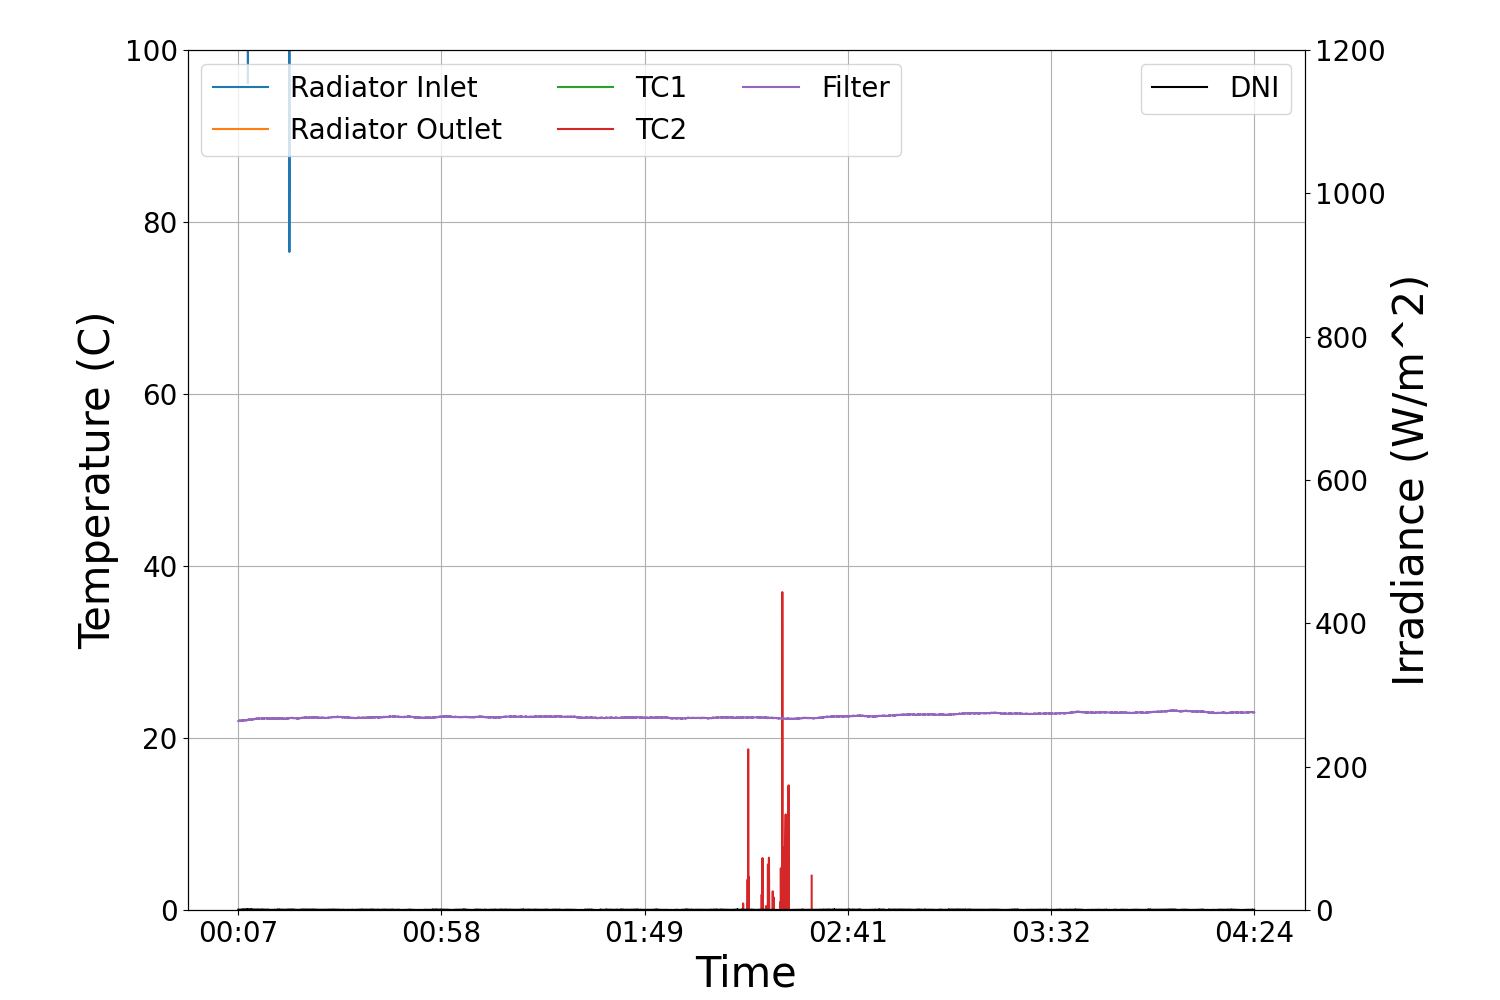 100
80
60
40
20
0
Temperature (C)
Radiator Inlet
Radiator Outlet
TC1
TC2
Filter
DNI
1200
1000
800
600
400
200
0
Irradiance (W/m^2)
00:07 00:58 01:49 02:41 03:32 04:24
Time